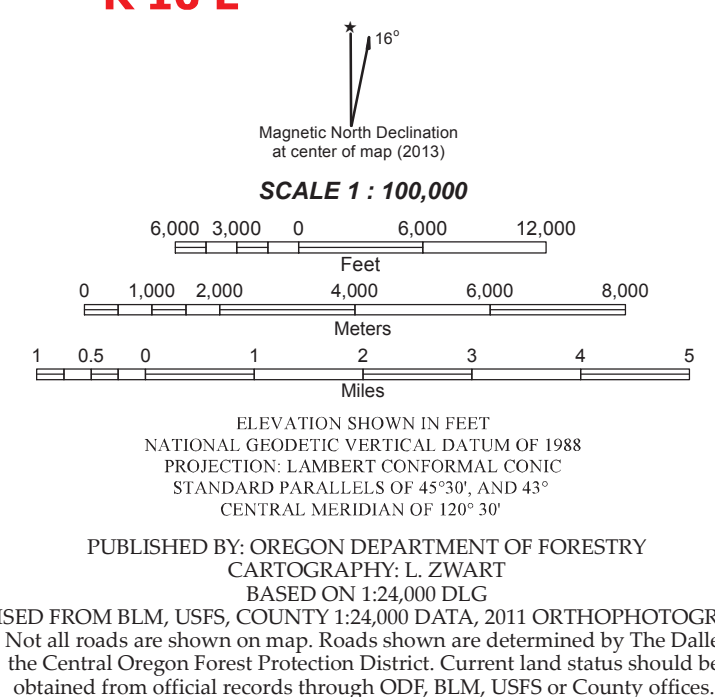 16°
Magnetic North Declination
at center of map (2013)
SCALE 1 : 100,000
6,000 3,000 0 6,000 12,000
Feet
0 1,000 2,000 4,000 6,000 8,000
Meters
1 0.5 0 1 2 3 4 5
Miles
ELEVATION SHOWN IN FEET
NATIONAL GEODETIC VERTICAL DATUM OF 1988
PROJECTION: LAMBERT CONFORMAL CONIC
STANDARD PARALLELS OF 45°30', AND 43°
CENTRAL MERIDIAN OF 120° 30'
PUBLISHED BY: OREGON DEPARTMENT OF FORESTRY
CARTOGRAPHY: L. ZWART
BASED ON 1:24,000 DLG
FROM BLM, USFS, COUNTY 1:24,000 DATA, 2011
Not all roads are shown on map. Roads shown are determined by The
the Central Oregon Forest Protection District. Current land status should be
obtained from official records through ODF, BLM, USFS or County offices.